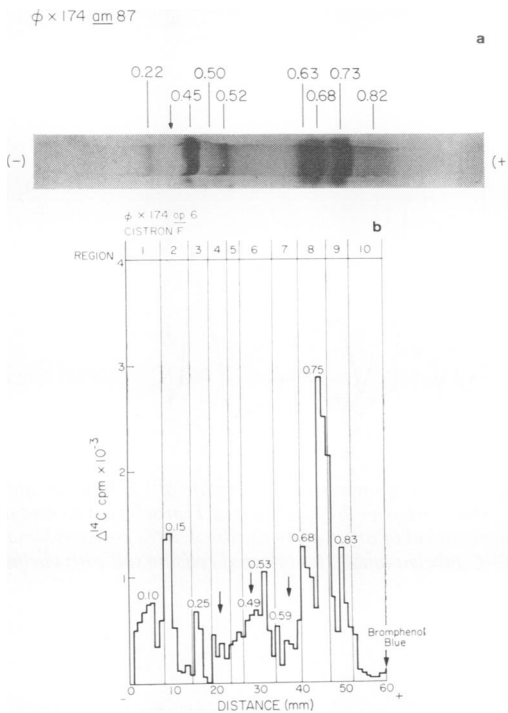 φ × 174 am 87
a
0.22 0.50 0.63 0.73
0.45 0.52 0.68 0.82
(-) (+
φ × 174 op 6
CISTRON F
b
REGION 1 2 3 4 5 6 7 8 9 10
4
3
2
1
Δ¹⁴C cpm × 10⁻³
0.75
0.15
0.68
0.83
0.53
0.49
0.59
0.10
0.25
Bromphenol
Blue
- 0 10 20 30 40 50 60 +
DISTANCE (mm)